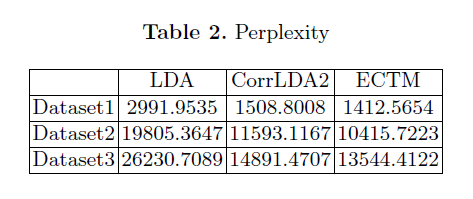 Table 2. Perplexity
LDA CorrLDA2 ECTM
Dataset1 2991.9535 1508.8008 1412.5654
Dataset2 19805.3647 11593.1167 10415.7223
Dataset3 26230.7089 14891.4707 13544.4122